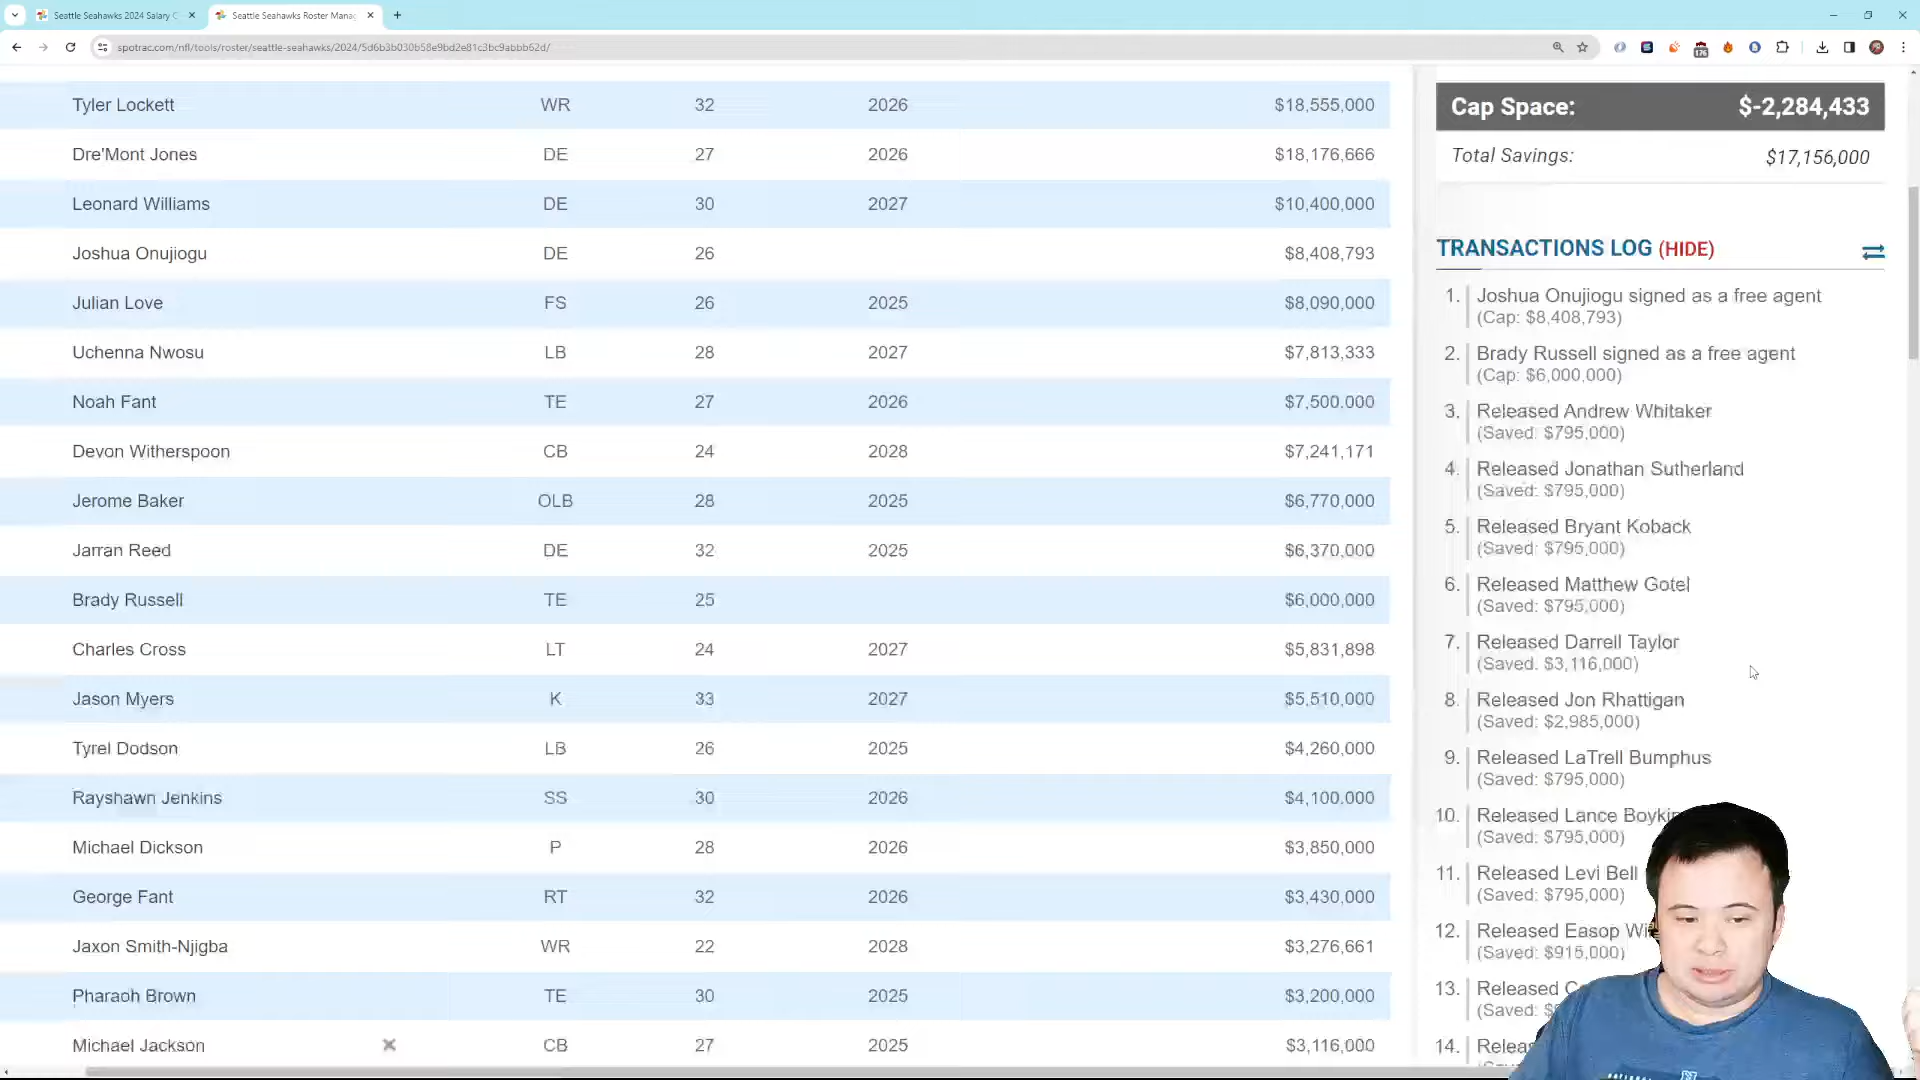 Seattle Seahawks 2024 Salary C
Seattle Seahawks Roster Manag
spotrac.com/nfl/tools/roster/seattle-seahawks/2024/5d6b3b030b58e9bd2e81c3bc9abbb62d/
176
Tyler Lockett WR 32 2026 $18,555,000
Dre'Mont Jones DE 27 2026 $18,176,666
Leonard Williams DE 30 2027 $10,400,000
Joshua Onujiogu DE 26 $8,408,793
Julian Love FS 26 2025 $8,090,000
Uchenna Nwosu LB 28 2027 $7,813,333
Noah Fant TE 27 2026 $7,500.000
Devon Witherspoon CB 24 2028 $7,241,171
Jerome Baker OLB 28 2025 $6,770,000
Jarran Reed DE 32 2025 $6,370,000
Brady Russell TE 25 $6,000,000
Charles Cross LT 24 2027 $5,831,898
Jason Myers K 33 2027 $5,510,000
Tyrel Dodson LB 26 2025 $4,260,000
Rayshawn Jenkins SS 30 2026 $4,100.000
Michael Dickson P 28 2026 $3,850,000
George Fant RT 32 2026 $3,430,000
Jaxon Smith-Njigba WR 22 2028 $3,276,661
Pharaoh Brown TE 30 2025 $3,200,000
Michael Jackson CB 27 2025 $3,116,000
Cap Space: $-2,284,433
Total Savings: $17,156,000
TRANSACTIONS LOG (HIDE)
1. Joshua Onujiogu signed as a free agent
(Cap: $8,408,793)
2. Brady Russell signed as a free agent
(Cap: $6,000,000)
3. Released Andrew Whitaker
(Saved: $795,000)
4. Released Jonathan Sutherland
(Saved: $795,000)
5. Released Bryant Koback
(Saved: $795,000)
6. Released Matthew Gotel
(Saved: $795,000)
7. Released Darrell Taylor
(Saved: $3,116,000)
8. Released Jon Rhattigan
(Saved: $2,985,000)
9. Released LaTrell Bumphus
(Saved: $795,000)
10. Released Lance Boykin
(Saved: $795,000)
11. Released Levi Bell
(Saved: $795,000)
12. Released Easop Wi
(Saved: $915,000)
13. Released C
(Saved: $
14. Relea